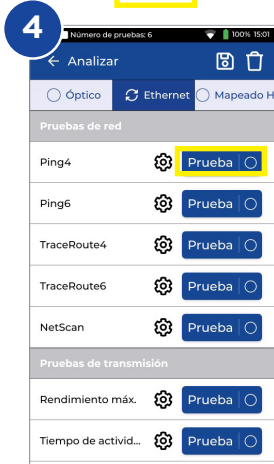 4
Número de pruebas: 6 100% 15:01
Analizar
Óptico Ethernet Mapeado H
Pruebas de red
Ping4 Prueba
Ping6 Prueba
TraceRoute4 Prueba
TraceRoute6 Prueba
NetScan Prueba
Pruebas de transmisión
Rendimiento máx. Prueba
Tiempo de activid... Prueba